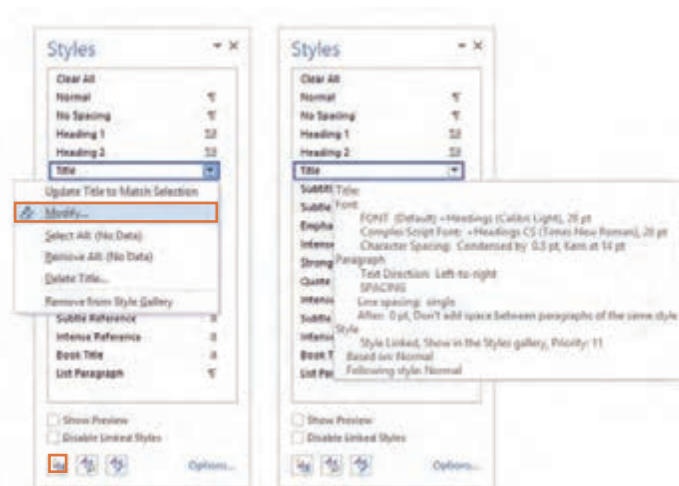 Styles
Clear All
Normal
No Spacing
Heading 1
Heading 2
Title
Update Title to Match Selection
Modify...
Select All: (No Data)
Remove All: (No Data)
Delete Title...
Remove from Style Gallery
Subtle Reference
Intense Reference
Book Title
List Paragraph
Show Preview
Disable Linked Styles
Options...
Styles
Clear All
Normal
No Spacing
Heading 1
Heading 2
Title
Title:
Font
FONT (Default) +Headings (Calibri Light), 28 pt
Complex Script Font: +Headings CS (Times New Roman), 28 pt
Character Spacing: Condensed by 0.5 pt, Kern at 14 pt
Paragraph
Text Direction: Left-to-right
SPACING
Line spacing: single
After: 0 pt, Don't add space between paragraphs of the same style
Style
Style Linked, Show in the Styles gallery, Priority: 11
Based on: Normal
Following style: Normal
Strong
Quote
Show Preview
Disable Linked Styles
Options...